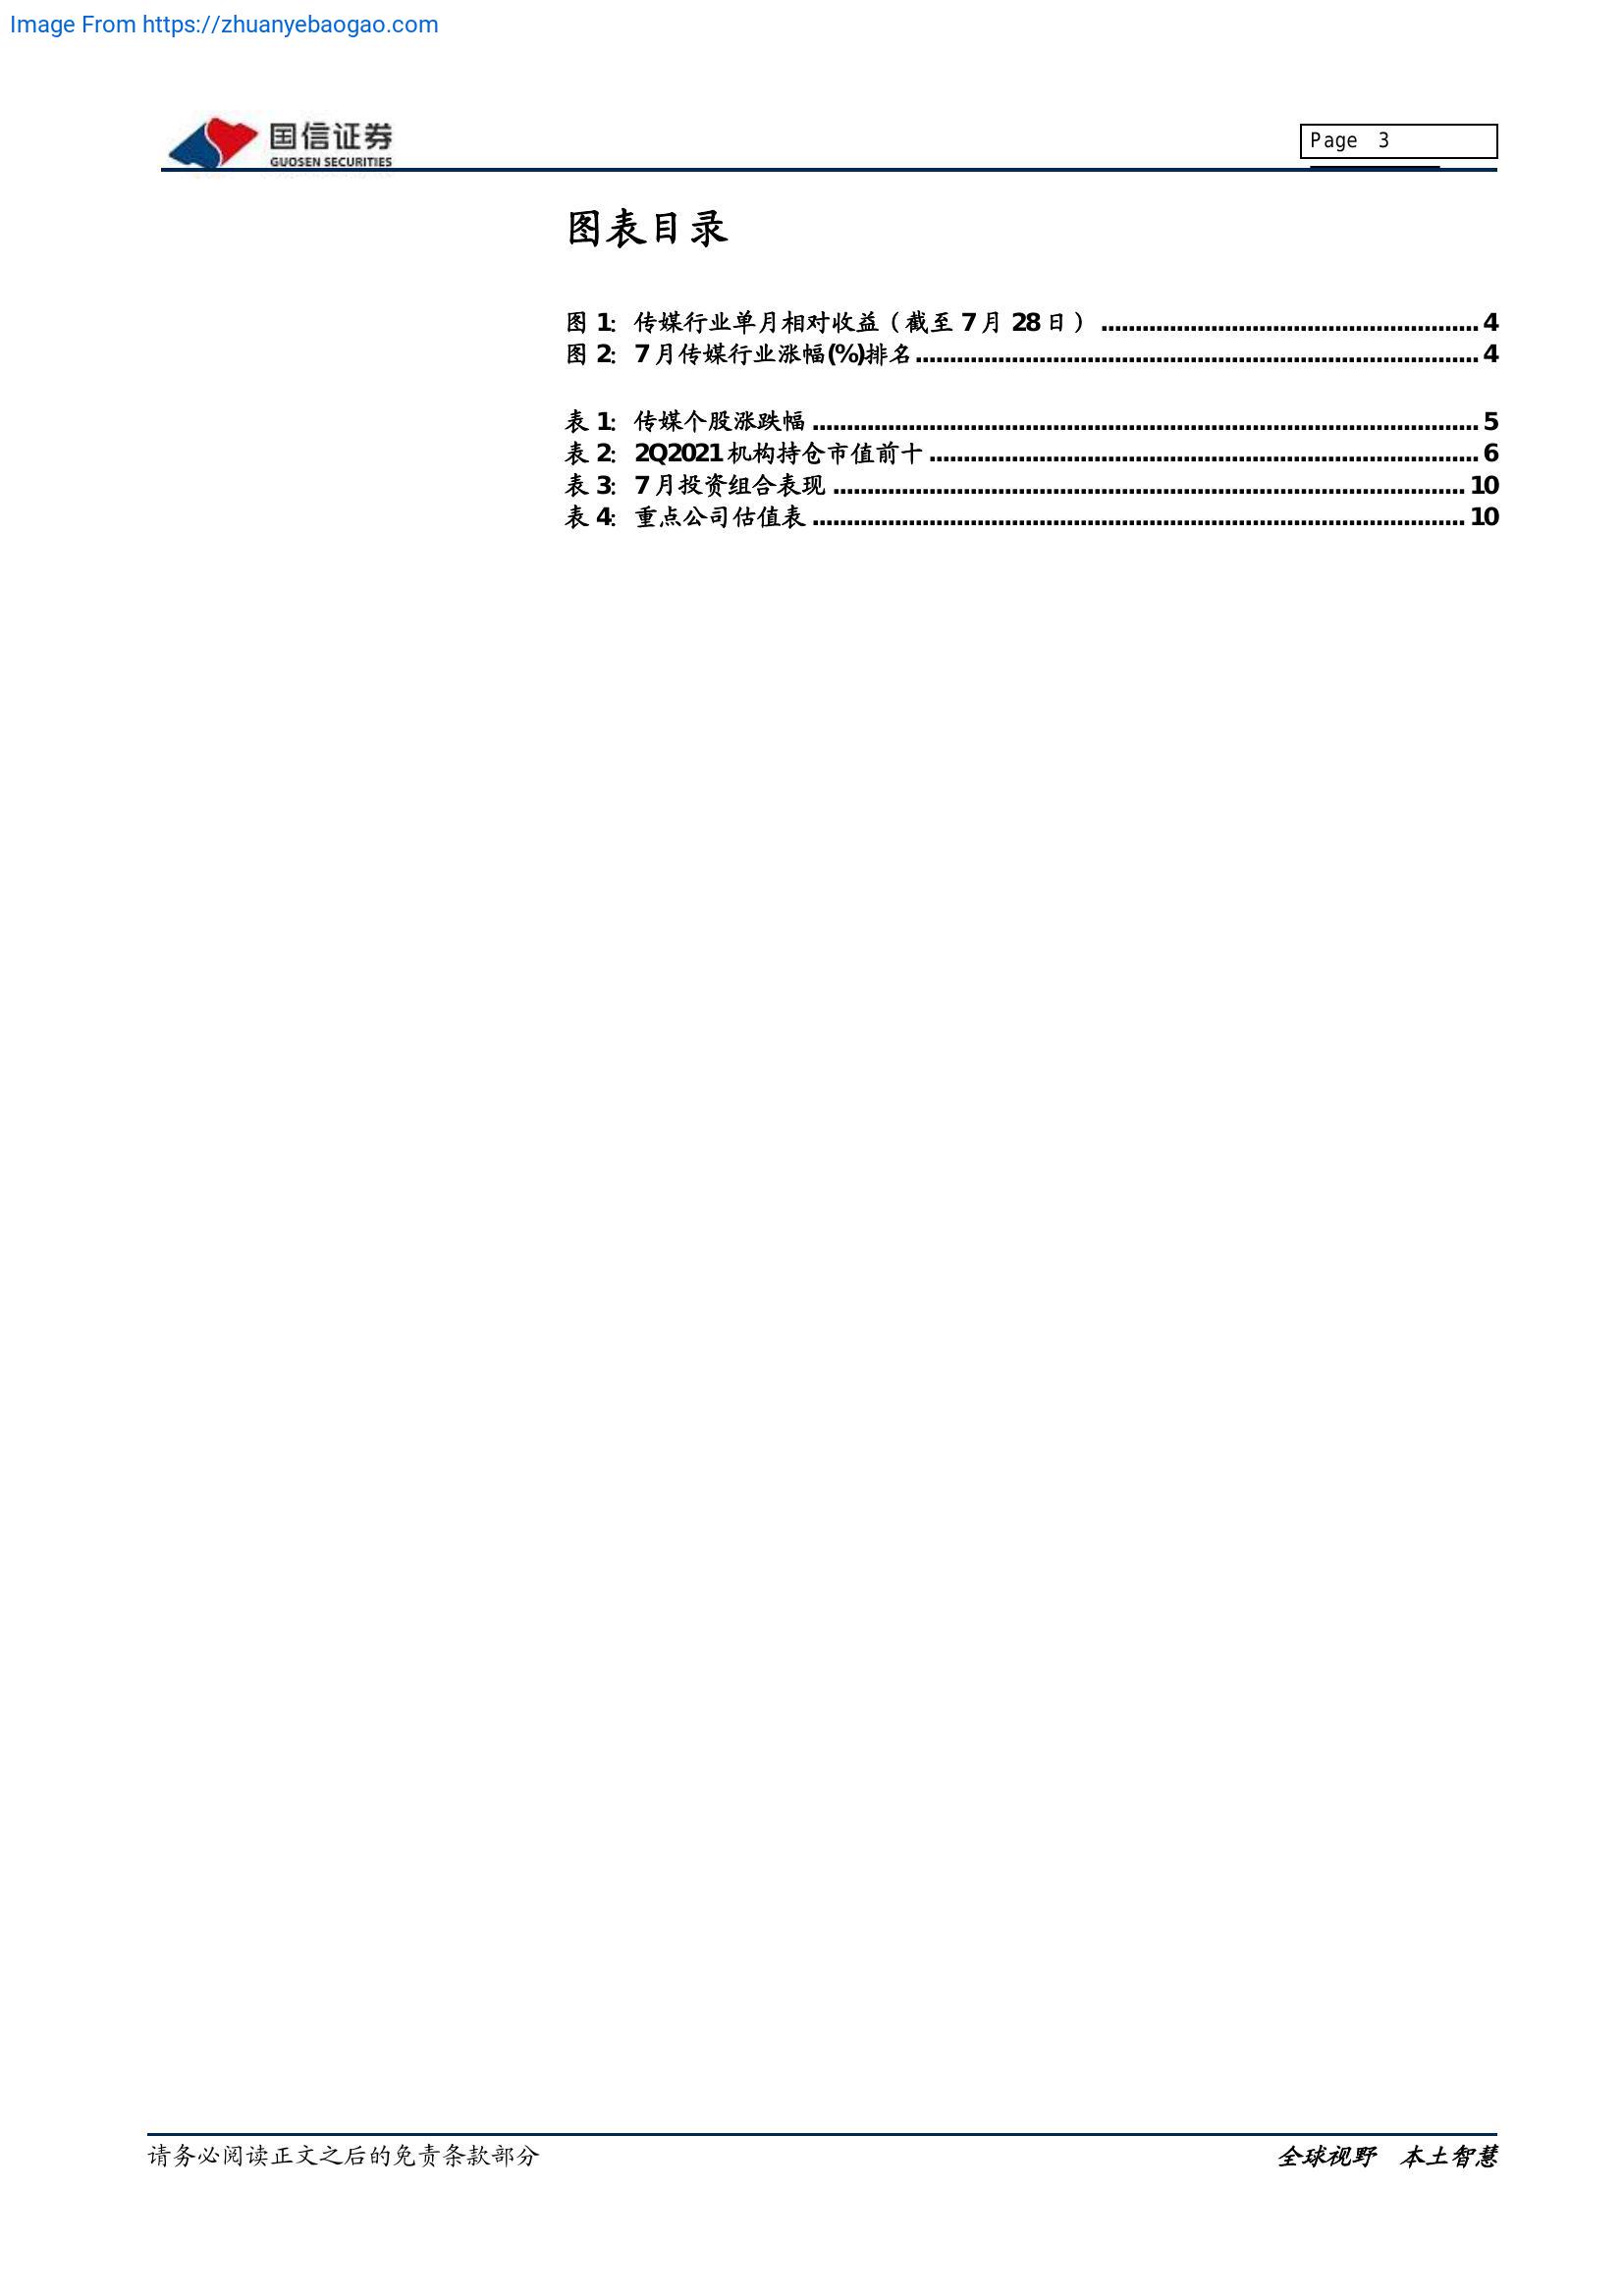 Image From https://zhuanyebaogao.com
国信证券
GUOSEN SECURITIES
Page 3
图表目录
图 1: 传媒行业单月相对收益（截至 7 月 28 日） ........................................................ 4
图 2: 7 月传媒行业涨幅(%)排名................................................................................... 4
表 1: 传媒个股涨跌幅 .................................................................................................. 5
表 2: 2Q2021 机构持仓市值前十 ................................................................................. 6
表 3: 7 月投资组合表现 ............................................................................................. 10
表 4: 重点公司估值表 ................................................................................................ 10
请务必阅读正文之后的免责条款部分
全球视野 本土智慧